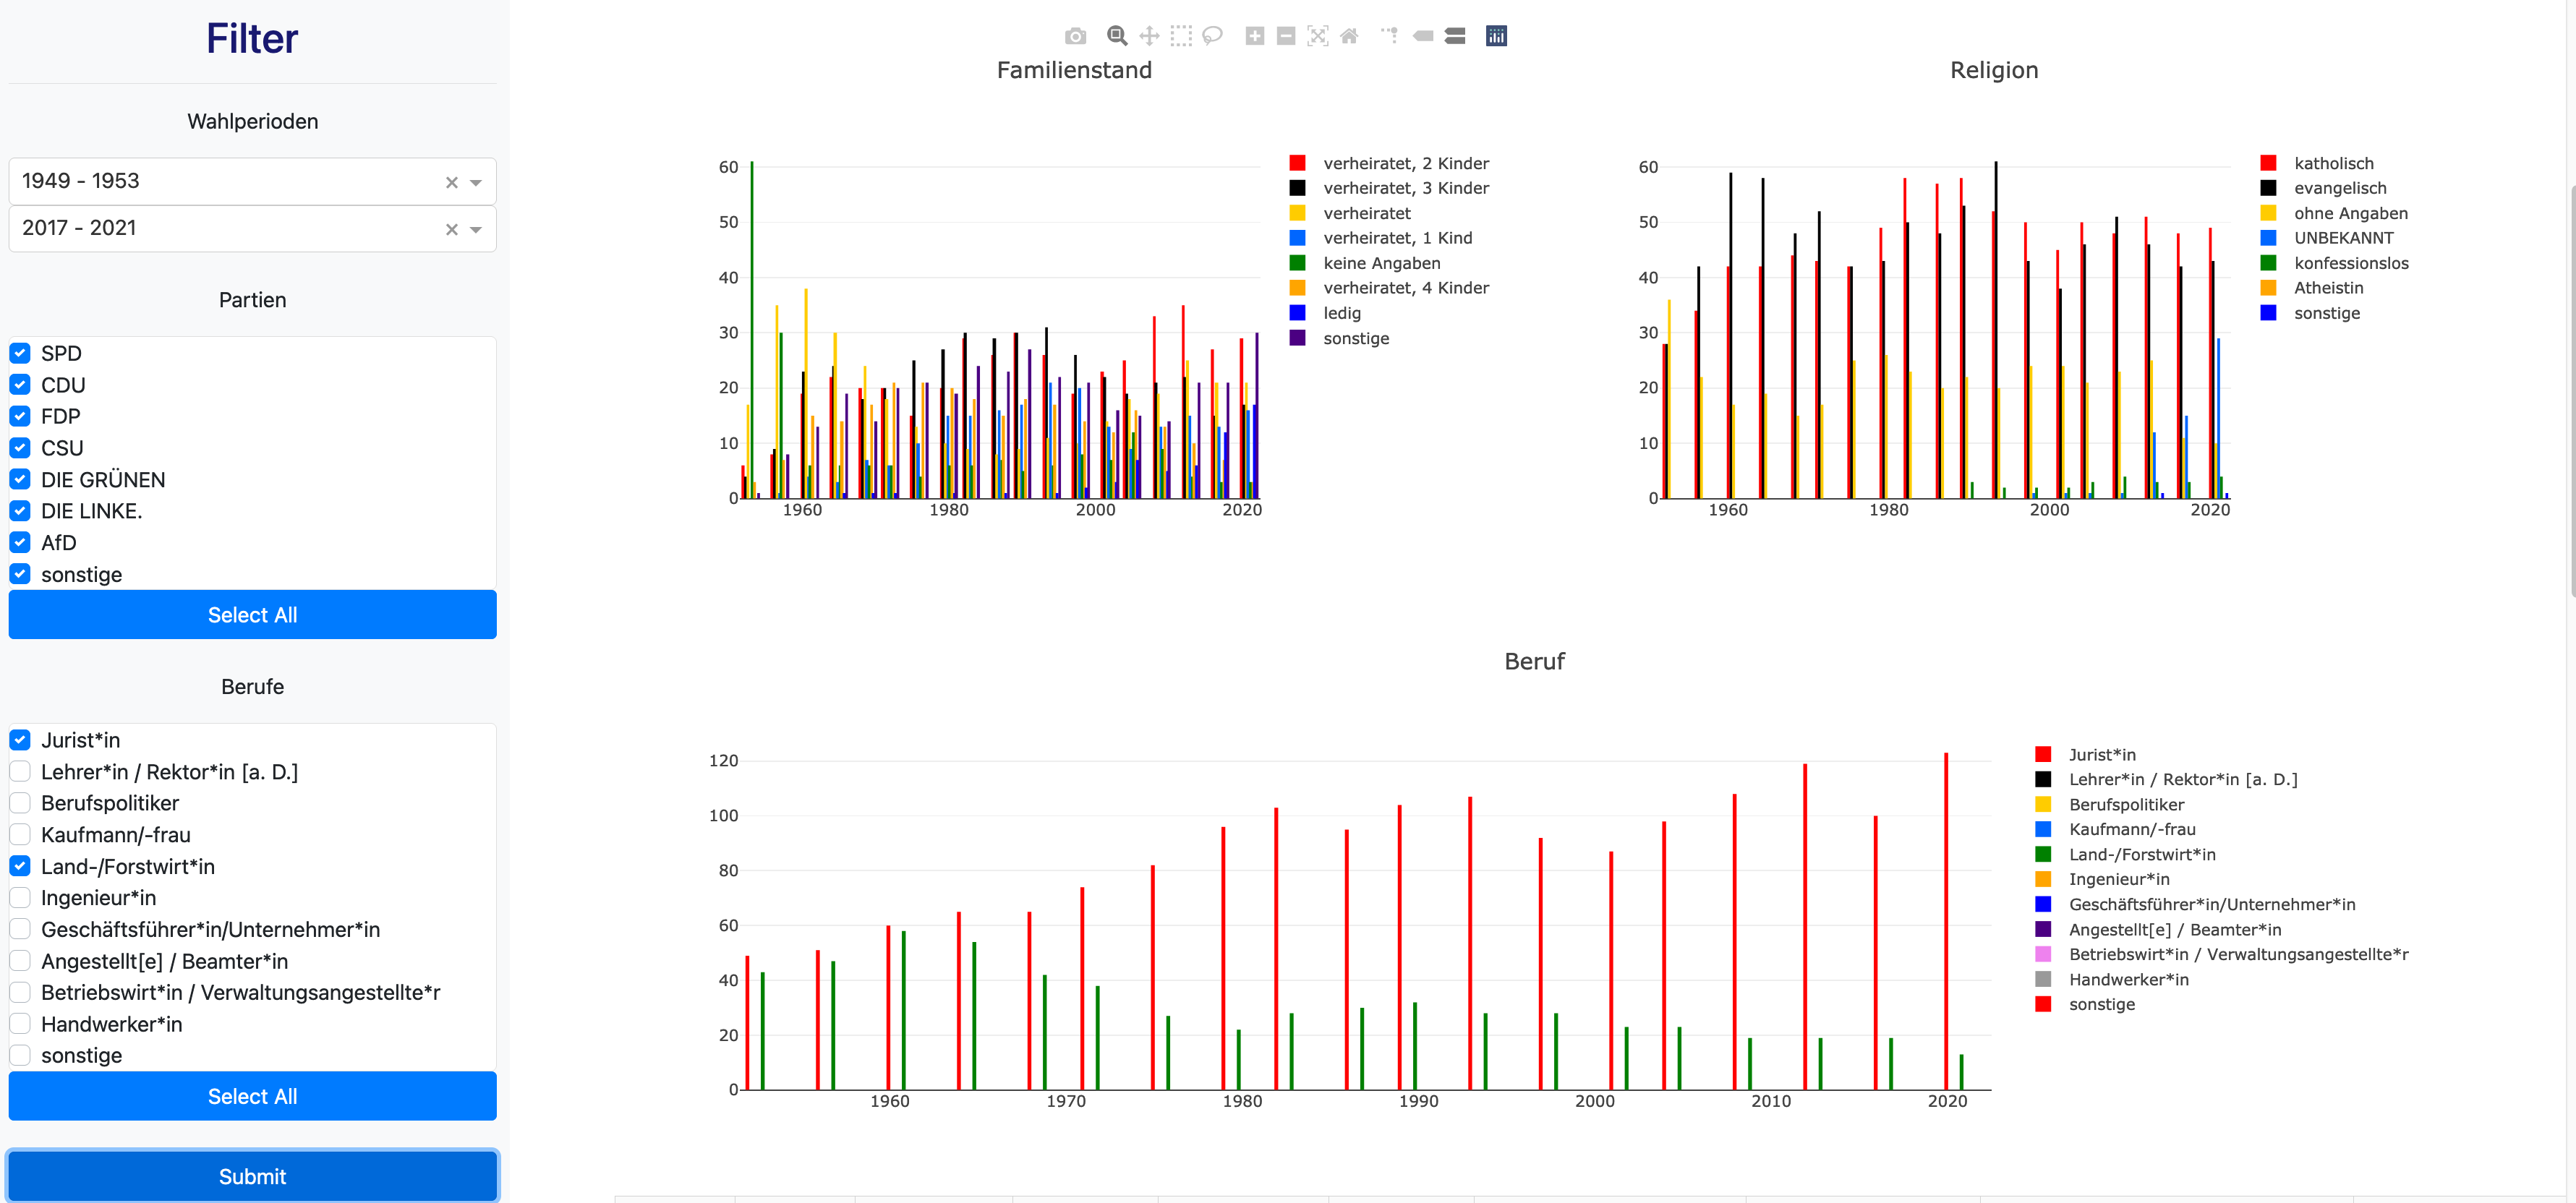 Filter
Wahlperioden
1949 - 1953
2017 - 2021
Partien
SPD
CDU
FDP
CSU
DIE GRÜNEN
DIE LINKE.
AfD
sonstige
Select All
Berufe
Jurist*in
Lehrer*in / Rektor*in [a. D.]
Berufspolitiker
Kaufmann/-frau
Land-/Forstwirt*in
Ingenieur*in
Geschäftsführer*in/Unternehmer*in
Angestellt[e] / Beamter*in
Betriebswirt*in / Verwaltungsangestellte*r
Handwerker*in
sonstige
Select All
Submit
Familienstand
60
50
40
30
20
10
0
1960 1980 2000 2020
verheiratet, 2 Kinder
verheiratet, 3 Kinder
verheiratet
verheiratet, 1 Kind
keine Angaben
verheiratet, 4 Kinder
ledig
sonstige
Religion
60
50
40
30
20
10
0
1960 1980 2000 2020
katholisch
evangelisch
ohne Angaben
UNBEKANNT
konfessionslos
Atheistin
sonstige
Beruf
120
100
80
60
40
20
0
1960 1970 1980 1990 2000 2010 2020
Jurist*in
Lehrer*in / Rektor*in [a. D.]
Berufspolitiker
Kaufmann/-frau
Land-/Forstwirt*in
Ingenieur*in
Geschäftsführer*in/Unternehmer*in
Angestellt[e] / Beamter*in
Betriebswirt*in / Verwaltungsangestellte*r
Handwerker*in
sonstige